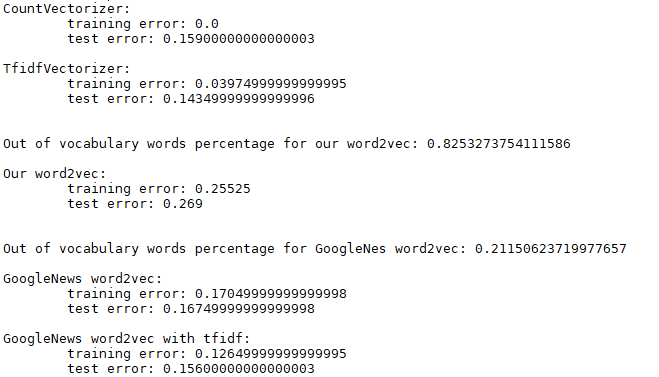 CountVectorizer:
training error: 0.0
test error: 0.15900000000000003
TfidfVectorizer:
training error: 0.03974999999999995
test error: 0.14349999999999996
Out of vocabulary words percentage for our word2vec: 0.8253273754111586
Our word2vec:
training error: 0.25525
test error: 0.269
Out of vocabulary words percentage for GoogleNes word2vec: 0.21150623719977657
GoogleNews word2vec:
training error: 0.17049999999999998
test error: 0.16749999999999998
GoogleNews word2vec with tfidf:
training error: 0.12649999999999995
test error: 0.15600000000000003